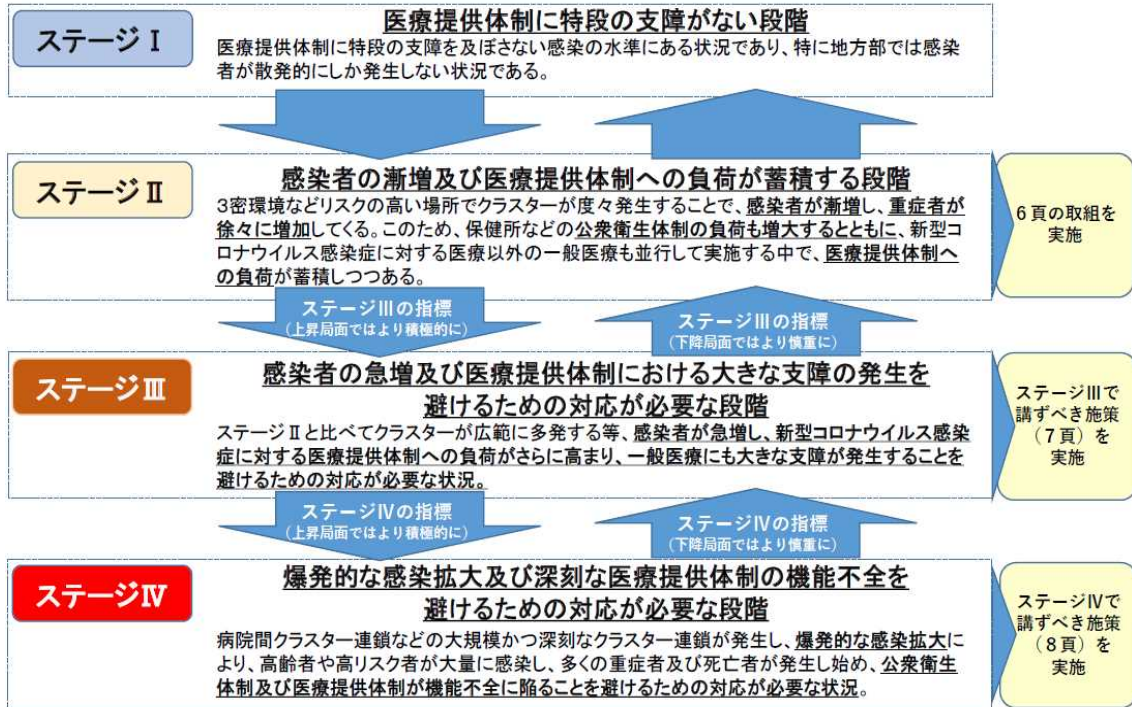 ステージⅠ
医療提供体制に特段の支障がない段階
医療提供体制に特段の支障を及ぼさない感染の水準にある状況であり、特に地方部では感染
者が散発的にしか発生しない状況である。
ステージⅡ
感染者の漸増及び医療提供体制への負荷が蓄積する段階
3密環境などリスクの高い場所でクラスターが度々発生することで、感染者が漸増し、重症者が
徐々に増加してくる。このため、保健所などの公衆衛生体制の負荷も増大するとともに、新型コ
ロナウイルス感染症に対する医療以外の一般医療も並行して実施する中で、医療提供体制へ
の負荷が蓄積しつつある。
6頁の取組を
実施
ステージⅢの指標
(上昇局面ではより積極的に)
ステージⅢの指標
(下降局面ではより慎重に)
ステージⅢ
感染者の急増及び医療提供体制における大きな支障の発生を
避けるための対応が必要な段階
ステージⅡと比べてクラスターが広範に多発する等、感染者が急増し、新型コロナウイルス感染
症に対する医療提供体制への負荷がさらに高まり、一般医療にも大きな支障が発生することを
避けるための対応が必要な状況。
ステージⅢで
講ずべき施策
(7頁)を
実施
ステージⅣの指標
(上昇局面ではより積極的に)
ステージⅣの指標
(下降局面ではより慎重に)
ステージⅣ
爆発的な感染拡大及び深刻な医療提供体制の機能不全を
避けるための対応が必要な段階
病院間クラスター連鎖などの大規模かつ深刻なクラスター連鎖が発生し、爆発的な感染拡大に
より、高齢者や高リスク者が大量に感染し、多くの重症者及び死亡者が発生し始め、公衆衛生
体制及び医療提供体制が機能不全に陥ることを避けるための対応が必要な状況。
ステージⅣで
講ずべき施策
(8頁)を
実施